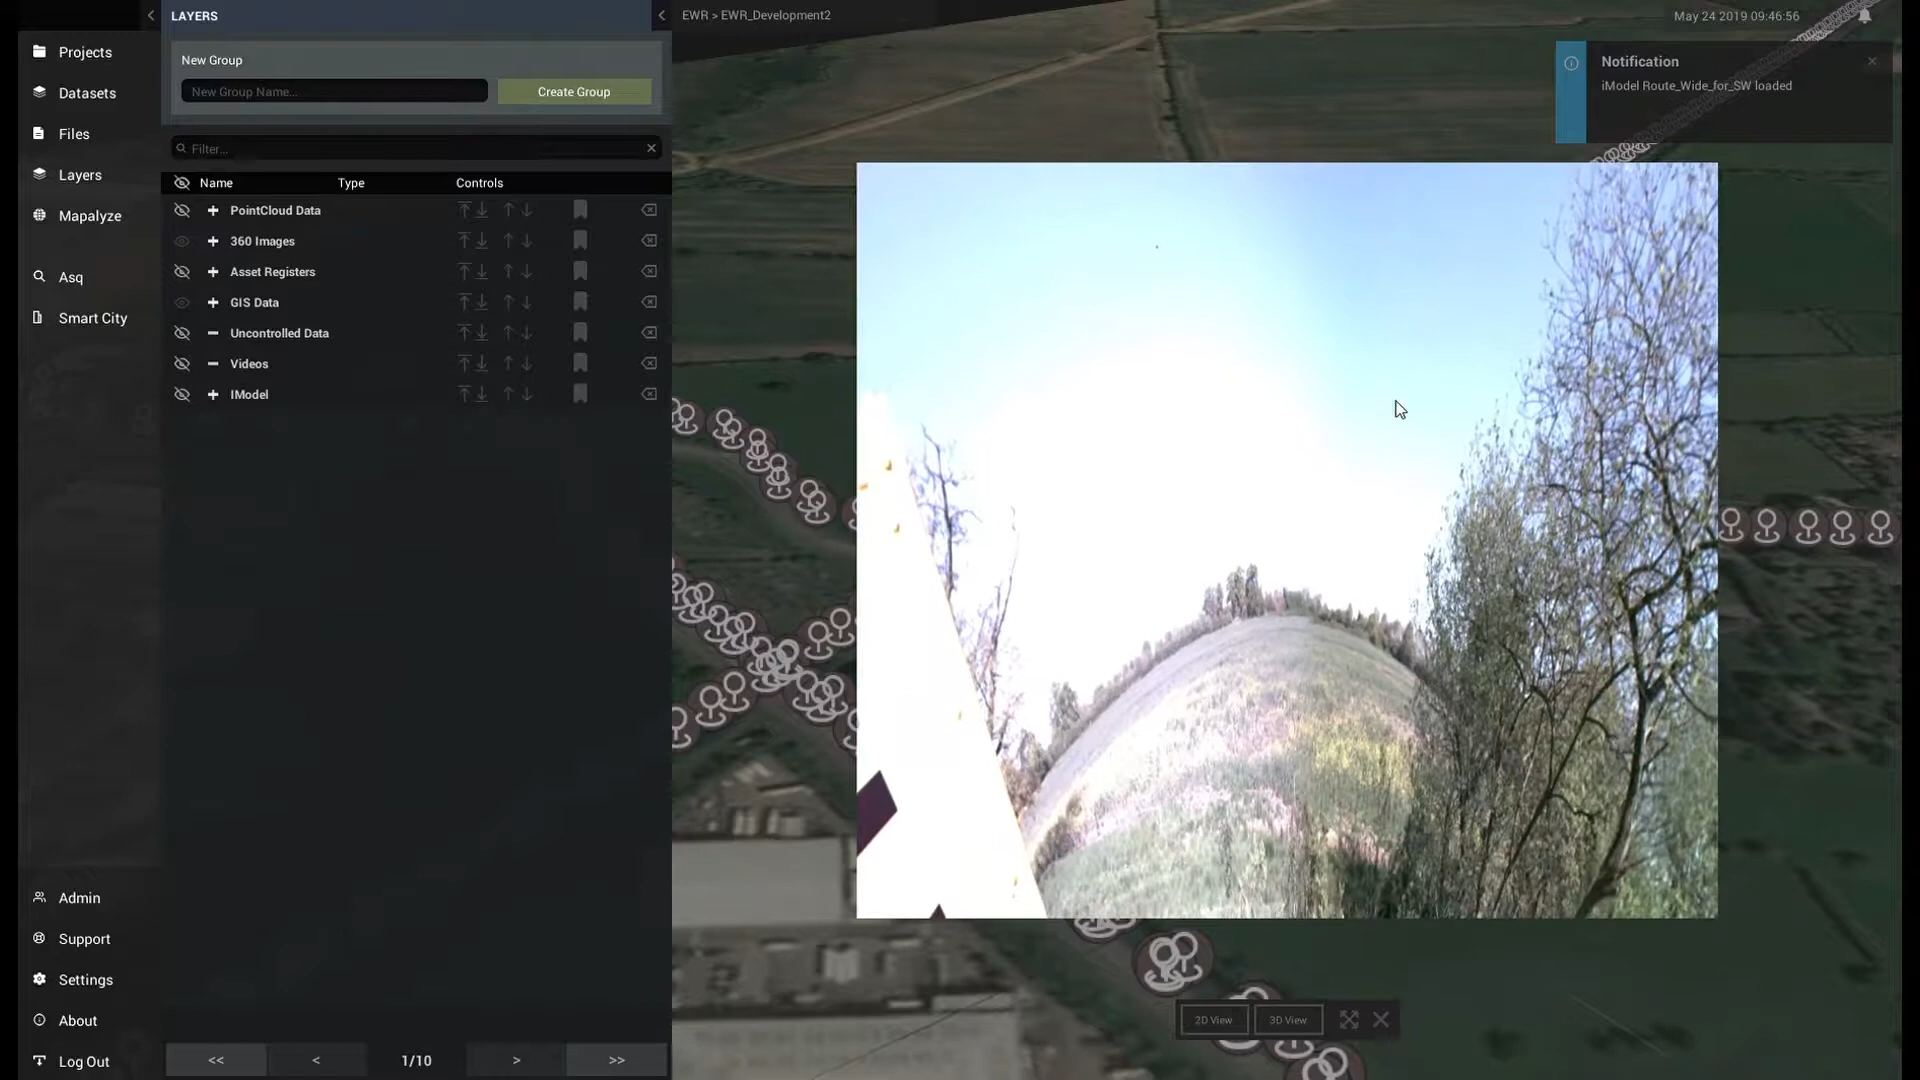 LAYERS
EWR > EWR_Development2
May 24 2019 09:46:56
Projects
Datasets
Files
Layers
Mapalyze
Asq
Smart City
Admin
Support
Settings
About
Log Out
New Group
New Group Name...
Create Group
Filter...
Name Type Controls
PointCloud Data
360 Images
Asset Registers
GIS Data
Uncontrolled Data
Videos
IModel
<< < 1/10 > >>
Notification
iModel Route_Wide_for_SW loaded
2D View 3D View